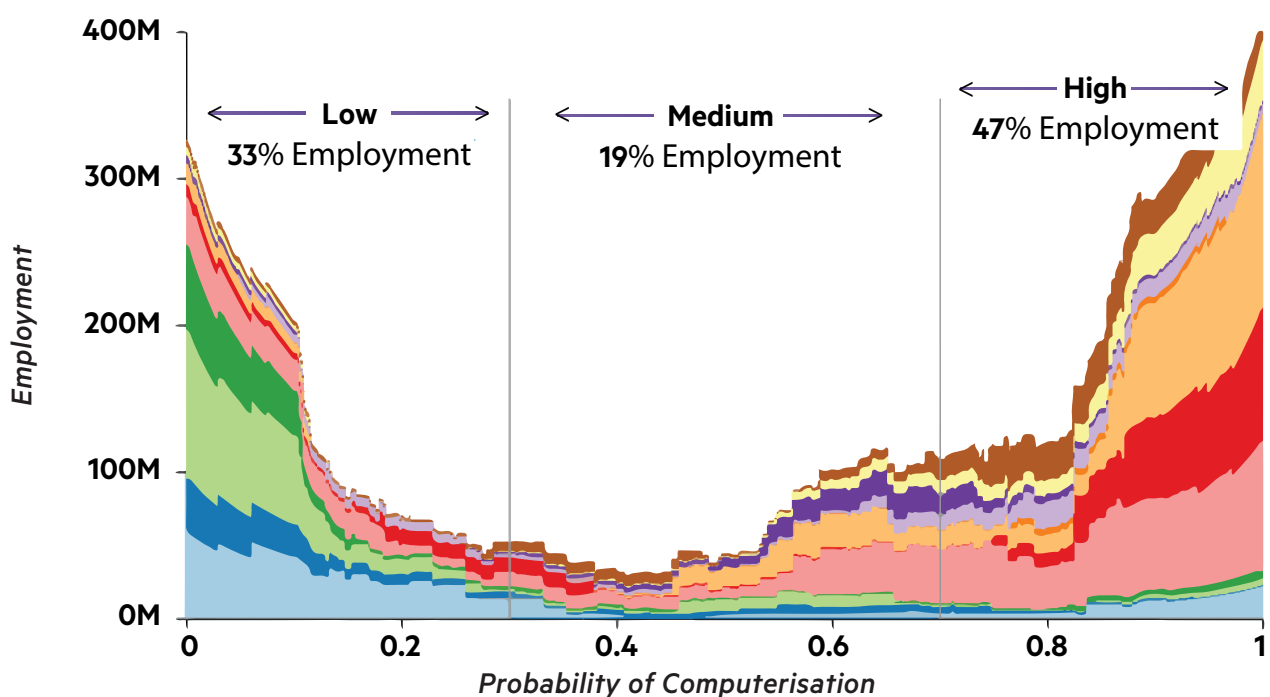 400M
300M
200M
100M
0M
Employment
Low
33% Employment
Medium
19% Employment
High
47% Employment
0
0.2
0.4
0.6
0.8
1
Probability of Computerisation